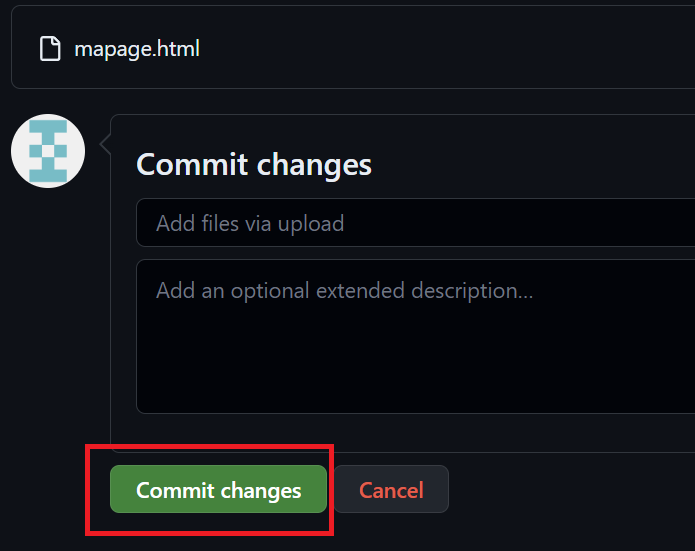 mapage.html
Commit changes
Add files via upload
Add an optional extended description...
Commit changes
Cancel